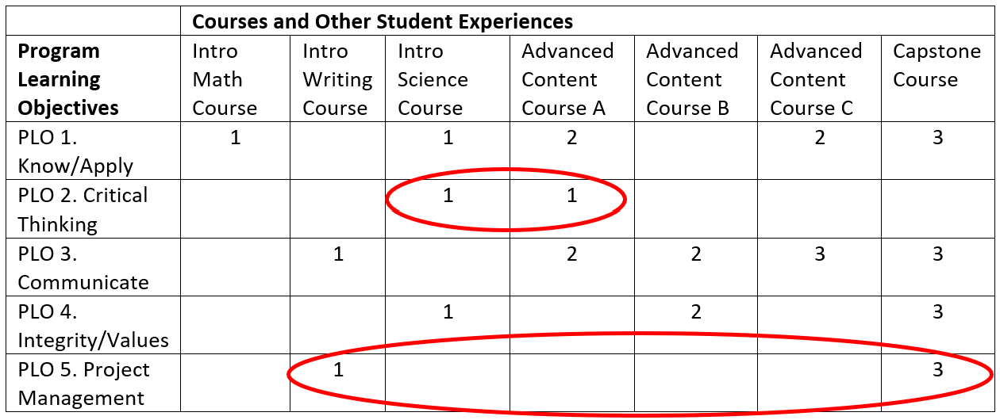 Courses and Other Student Experiences
Program Learning Objectives | Intro Math Course | Intro Writing Course | Intro Science Course | Advanced Content Course A | Advanced Content Course B | Advanced Content Course C | Capstone Course
PLO 1. Know/Apply | 1 | | 1 | 2 | | 2 | 3
PLO 2. Critical Thinking | | | 1 | 1 | | |
PLO 3. Communicate | | 1 | | 2 | 2 | 3 | 3
PLO 4. Integrity/Values | | | 1 | | 2 | | 3
PLO 5. Project Management | | 1 | | | | | 3